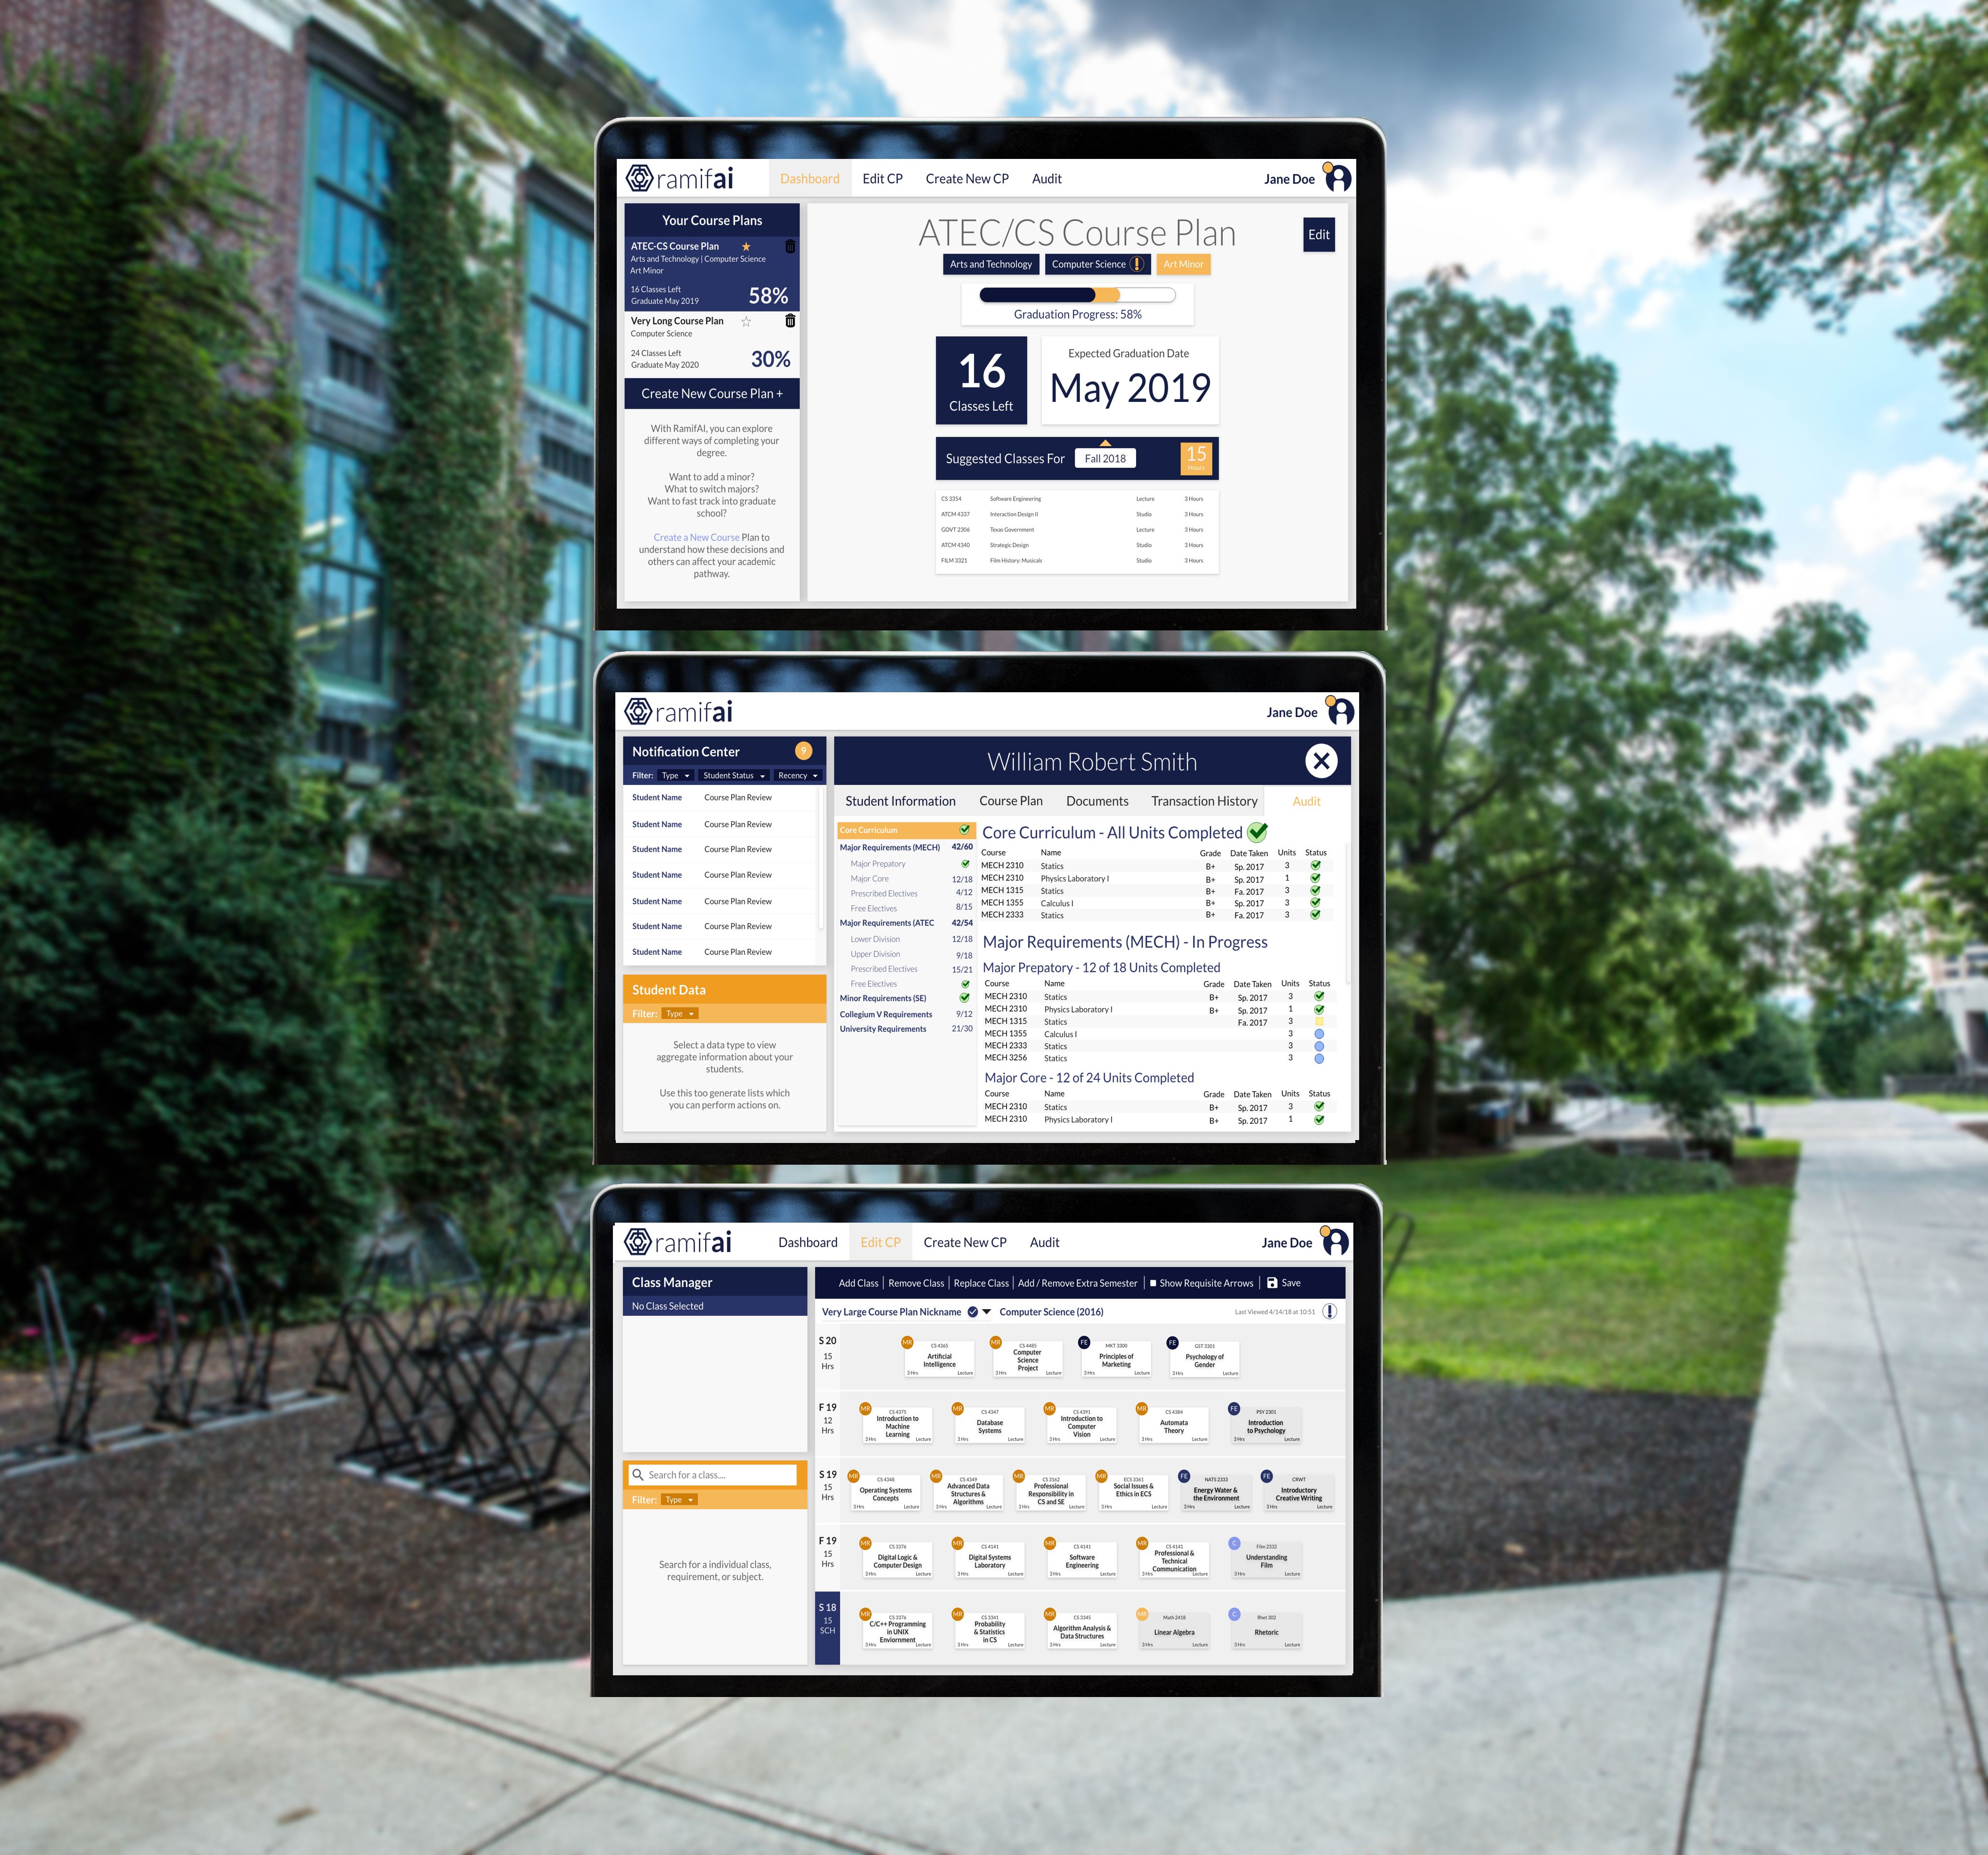 ramifai Dashboard Edit CP Create New CP Audit Jane Doe
Your Course Plans
ATEC-CS Course Plan
Arts and Technology | Computer Science
Art Minor
16 Classes Left
Graduate May 2019
58%
Very Long Course Plan
Computer Science
24 Classes Left
Graduate May 2020
30%
Create New Course Plan +
With RamifAI, you can explore
different ways of completing your
degree.
Want to add a minor?
What to switch majors?
Want to fast track into graduate
school?
Create a New Course Plan to
understand how these decisions and
others can affect your academic
pathway.
ATEC/CS Course Plan
Edit
Arts and Technology Computer Science ! Art Minor
Graduation Progress: 58%
16
Classes Left
Expected Graduation Date
May 2019
Suggested Classes For Fall 2018 15
Hours
CS 3354 Software Engineering Lecture 3 Hours
ATCM 4337 Interaction Design II Studio 3 Hours
GOVT 2306 Texas Government Lecture 3 Hours
ATCM 4340 Strategic Design Studio 3 Hours
FILM 3321 Film History: Musicals Studio 3 Hours
ramifai Jane Doe
Notification Center 9
Filter: Type Student Status Recency
Student Name Course Plan Review
Student Name Course Plan Review
Student Name Course Plan Review
Student Name Course Plan Review
Student Name Course Plan Review
Student Name Course Plan Review
Student Name Course Plan Review
Student Data
Filter: Type
Select a data type to view
aggregate information about your
students.
Use this too generate lists which
you can perform actions on.
William Robert Smith
Student Information Course Plan Documents Transaction History Audit
Core Curriculum
Major Requirements (MECH) 42/60
Major Prepatory
Major Core 12/18
Prescribed Electives 4/12
Free Electives 8/15
Major Requirements (ATEC 42/54
Lower Division 12/18
Upper Division 9/18
Prescribed Electives 15/21
Free Electives
Minor Requirements (SE)
Collegium V Requirements 9/12
University Requirements 21/30
Core Curriculum - All Units Completed
Course Name Grade Date Taken Units Status
MECH 2310 Statics B+ Sp. 2017 3
MECH 2310 Physics Laboratory I B+ Sp. 2017 1
MECH 1315 Statics B+ Fa. 2017 3
MECH 1355 Calculus I B+ Sp. 2017 3
MECH 2333 Statics B+ Fa. 2017 3
Major Requirements (MECH) - In Progress
Major Prepatory - 12 of 18 Units Completed
Course Name Grade Date Taken Units Status
MECH 2310 Statics B+ Sp. 2017 3
MECH 2310 Physics Laboratory I B+ Sp. 2017 1
MECH 1315 Statics Fa. 2017 3
MECH 1355 Calculus I 3
MECH 2333 Statics 3
MECH 3256 Statics 3
Major Core - 12 of 24 Units Completed
Course Name Grade Date Taken Units Status
MECH 2310 Statics B+ Sp. 2017 3
MECH 2310 Physics Laboratory I B+ Sp. 2017 1
ramifai Dashboard Edit CP Create New CP Audit Jane Doe
Class Manager
No Class Selected
Search for a class....
Filter: Type
Search for a individual class,
requirement, or subject.
Add Class | Remove Class | Replace Class | Add / Remove Extra Semester | Show Requisite Arrows | Save
Very Large Course Plan Nickname Computer Science (2016) Last Viewed 4/14/18 at 10:51 !
S 20
15
Hrs
MR CS 4365
Artificial
Intelligence
3 Hrs Lecture
MR CS 4485
Computer
Science
Project
3 Hrs Lecture
FE MKT 3300
Principles of
Marketing
3 Hrs Lecture
FE GST 2301
Psychology of
Gender
3 Hrs Lecture
F 19
12
Hrs
MR CS 4375
Introduction to
Machine
Learning
3 Hrs Lecture
MR CS 4347
Database
Systems
3 Hrs Lecture
MR CS 4391
Introduction to
Computer
Vision
3 Hrs Lecture
MR CS 4384
Automata
Theory
3 Hrs Lecture
FE PSY 2301
Introduction
to Psychology
3 Hrs Lecture
S 19
15
Hrs
MR CS 4348
Operating Systems
Concepts
3 Hrs Lecture
MR CS 4349
Advanced Data
Structures &
Algorithms
3 Hrs Lecture
MR CS 3162
Professional
Responsibility in
CS and SE
3 Hrs Lecture
MR ECS 3361
Social Issues &
Ethics in ECS
3 Hrs Lecture
FE NATS 2333
Energy Water &
the Environment
3 Hrs Lecture
FE CRWT
Introductory
Creative Writing
3 Hrs Lecture
F 19
15
Hrs
MR CS 3376
Digital Logic &
Computer Design
3 Hrs Lecture
MR CS 4141
Digital Systems
Laboratory
3 Hrs Lecture
MR CS 4141
Software
Engineering
3 Hrs Lecture
MR CS 4141
Professional &
Technical
Communication
3 Hrs Lecture
C Film 2332
Understanding
Film
3 Hrs Lecture
S 18
15
SCH
MR CS 3376
C/C++ Programming
in UNIX
Enviornment
3 Hrs Lecture
MR CS 3341
Probability
& Statistics
in CS
3 Hrs Lecture
MR CS 3345
Algorithm Analysis &
Data Structures
3 Hrs Lecture
MR Math 2418
Linear Algebra
3 Hrs Lecture
C Rhet 302
Rhetoric
3 Hrs Lecture